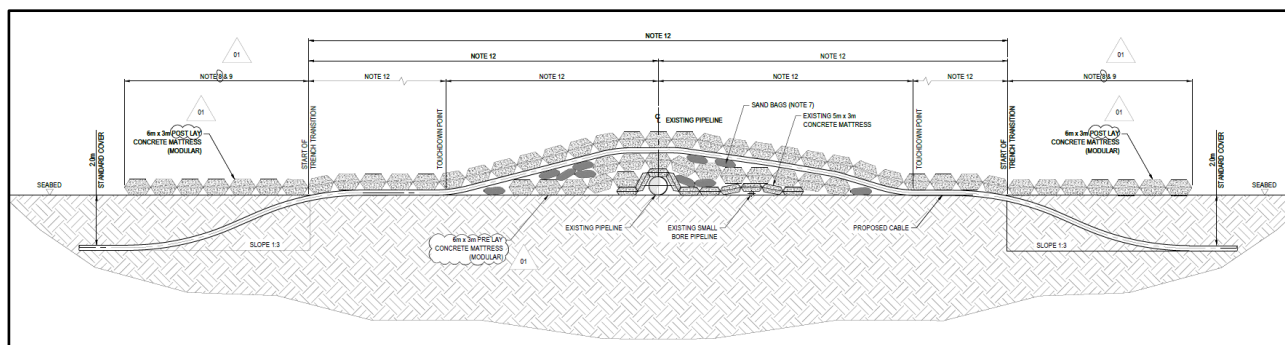 NOTE 12
01
01
NOTE 12
NOTE 8 & 9
NOTE 12
NOTE 12
NOTE 12
NOTE 12
NOTE 8 & 9
01
01
6m x 3m POST LAY
CONCRETE MATTRESS
(MODULAR)
START OF
TRENCH TRANSITION
TOUCHDOWN POINT
℄ EXISTING PIPELINE
SAND BAGS (NOTE 7)
EXISTING 5m x 3m
CONCRETE MATTRESS
TOUCHDOWN POINT
START OF
TRENCH TRANSITION
6m x 3m POST LAY
CONCRETE MATTRESS
(MODULAR)
2.0m
STANDARD COVER
2.0m
STANDARD COVER
SEABED
SEABED
SLOPE 1:3
6m x 3m PRE LAY
CONCRETE MATTRESS
(MODULAR)
01
EXISTING PIPELINE
EXISTING SMALL
BORE PIPELINE
PROPOSED CABLE
SLOPE 1:3